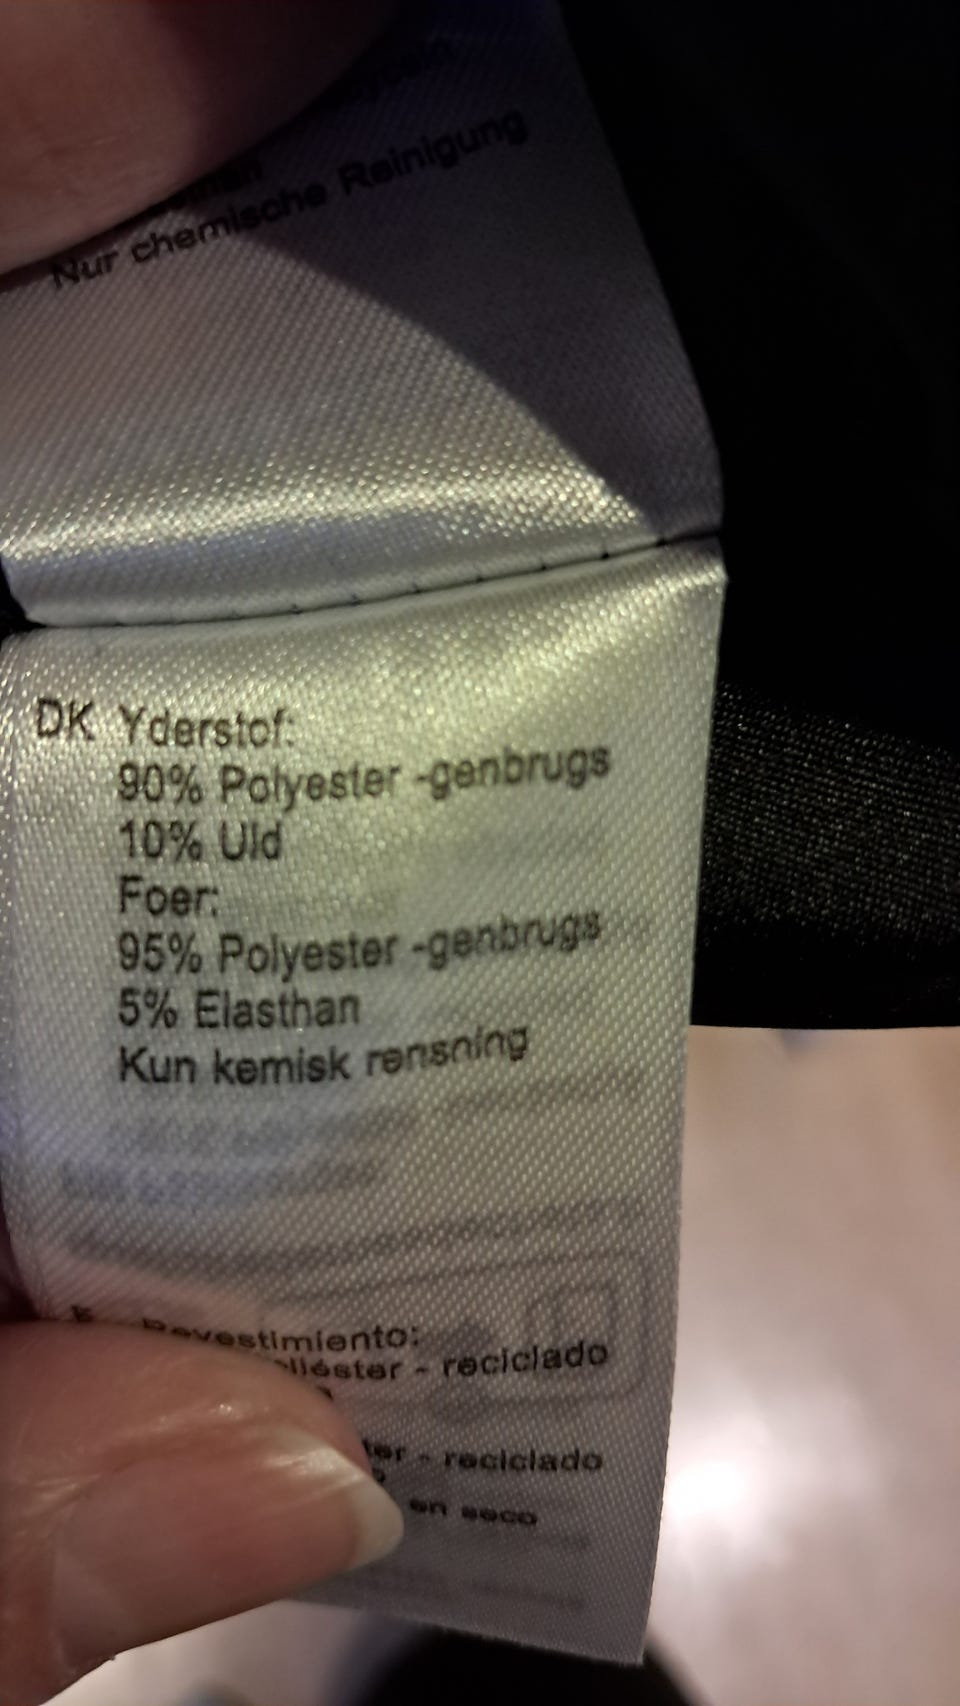 Nur chemische Reinigung
DK Yderstof:
90% Polyester -genbrugs
10% Uld
Foer:
95% Polyester -genbrugs
5% Elasthan
Kun kemisk rensning
- reciclado
- reciclado
en seco